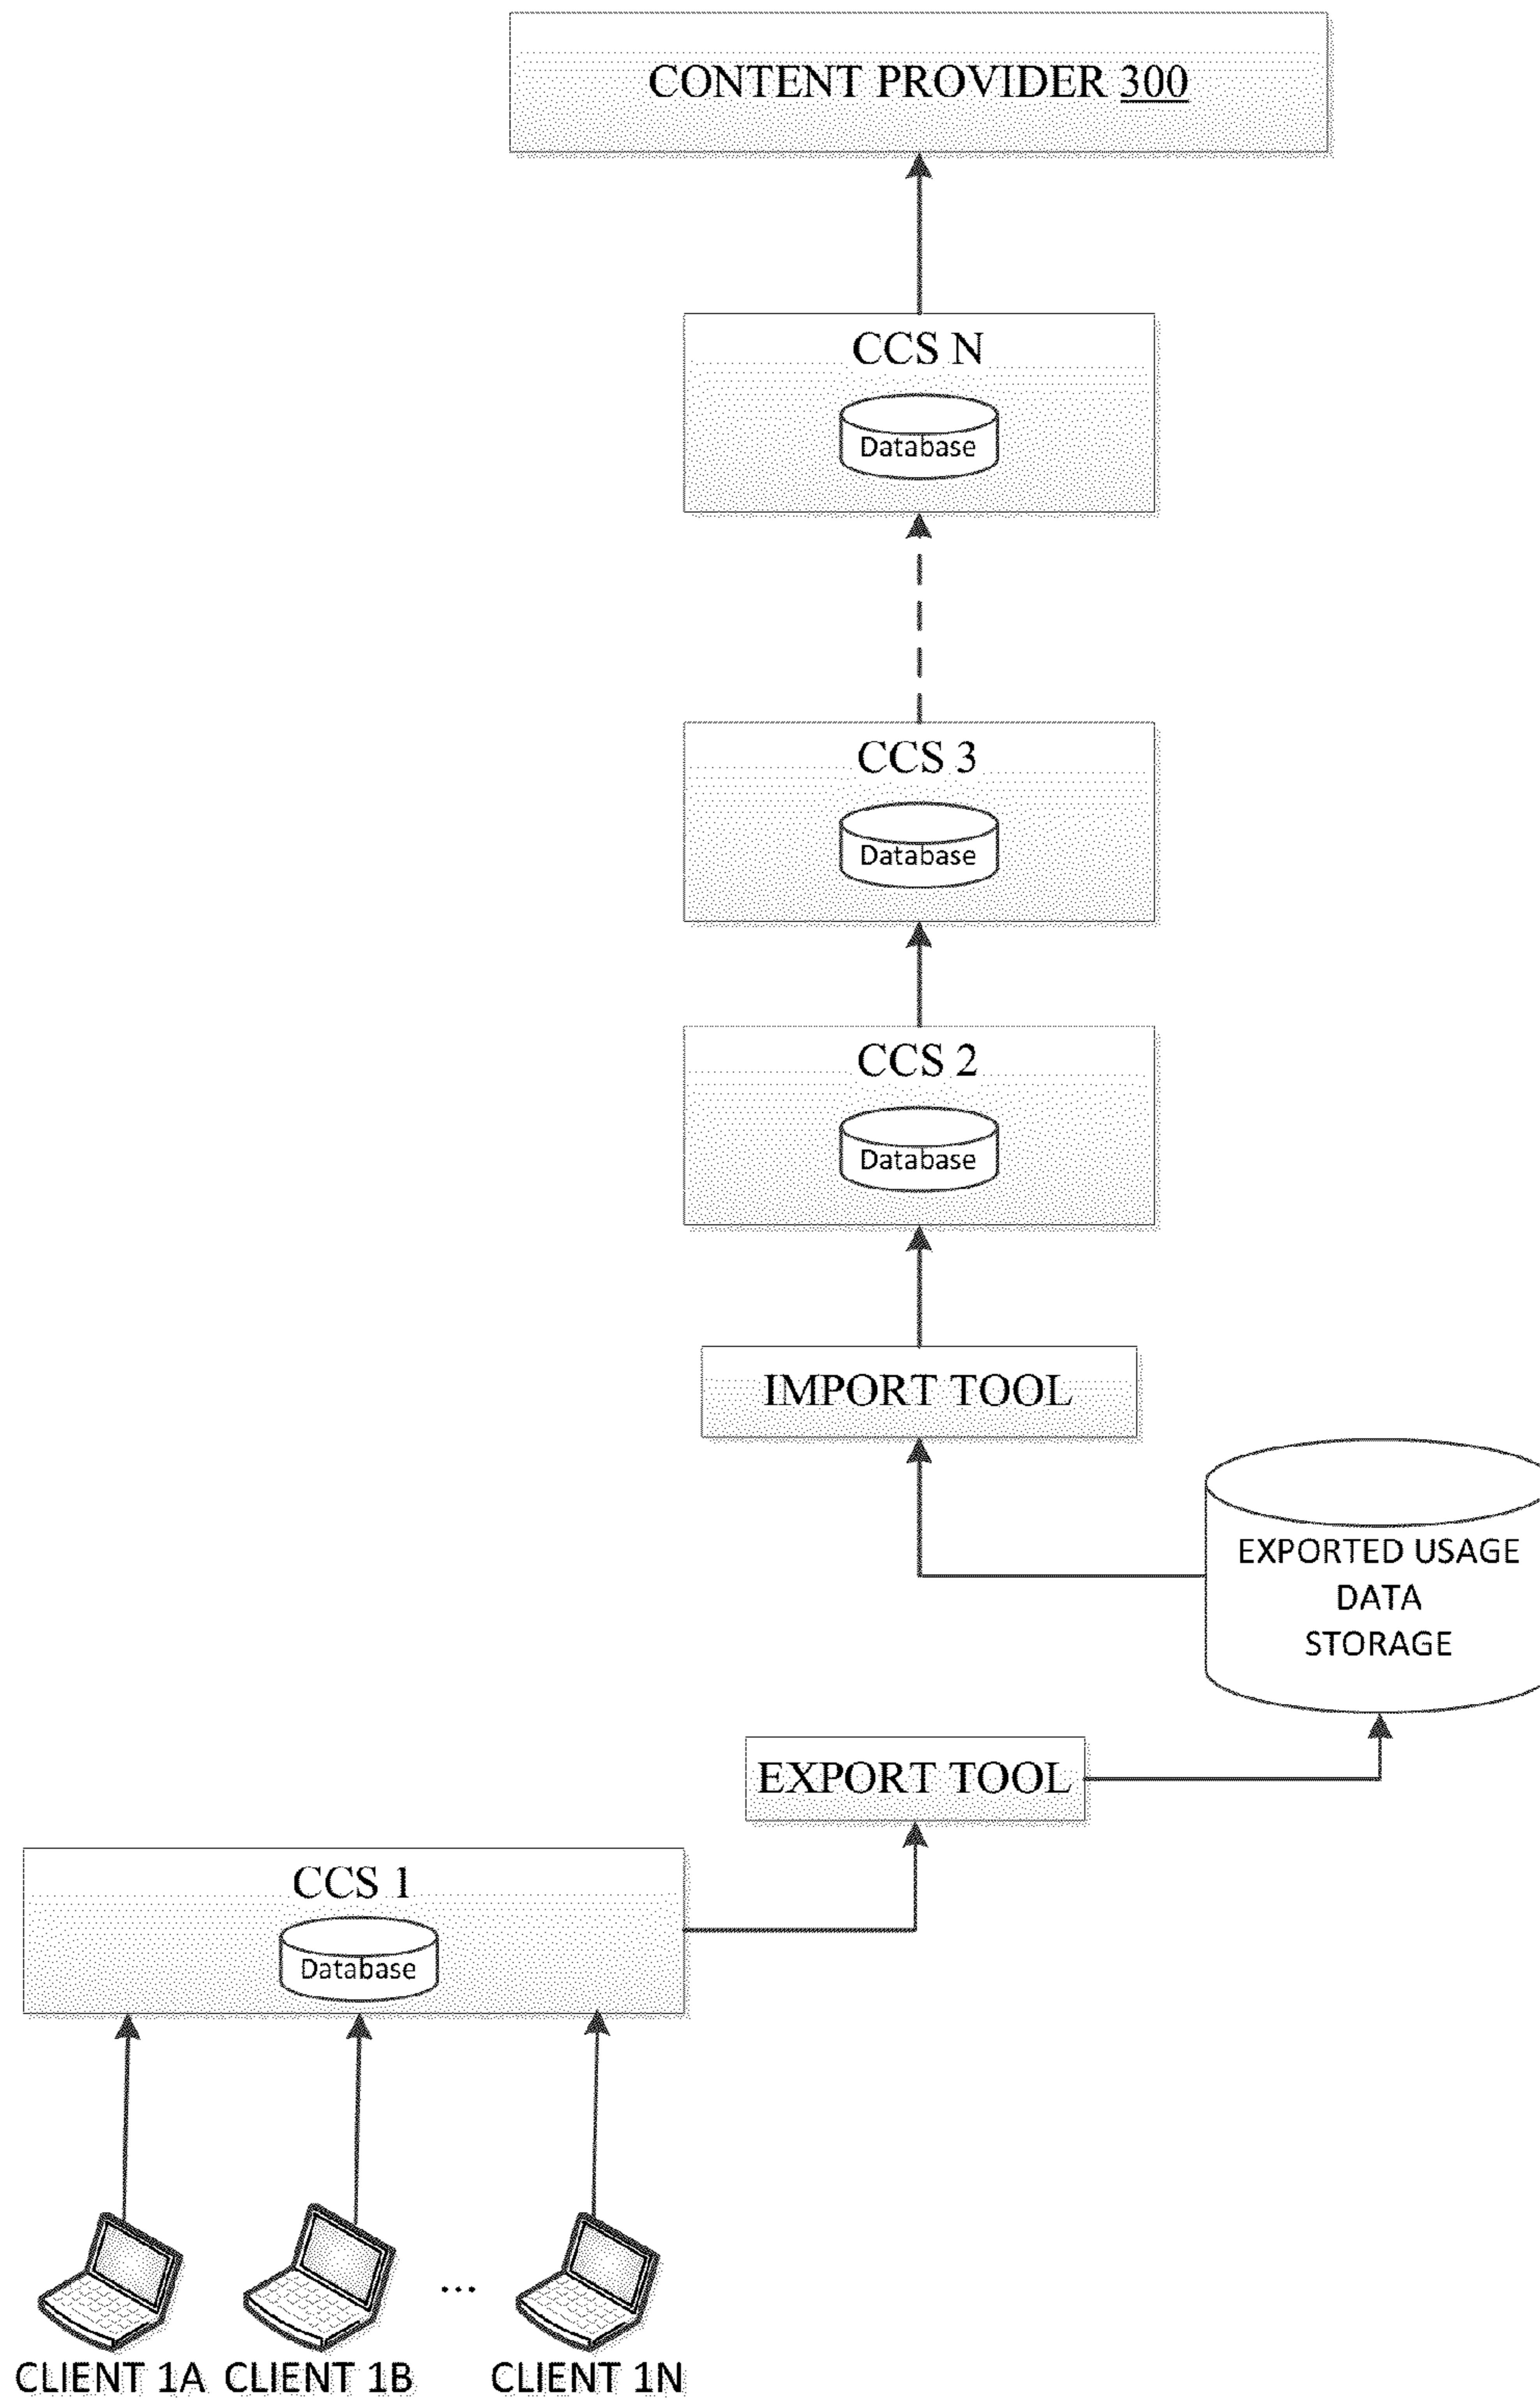 CONTENT PROVIDER 300
CCS N
Database
CCS 3
Database
CCS 2
Database
IMPORT TOOL
EXPORTED USAGE
DATA
STORAGE
EXPORT TOOL
CCS 1
Database
...
CLIENT 1A CLIENT 1B CLIENT 1N